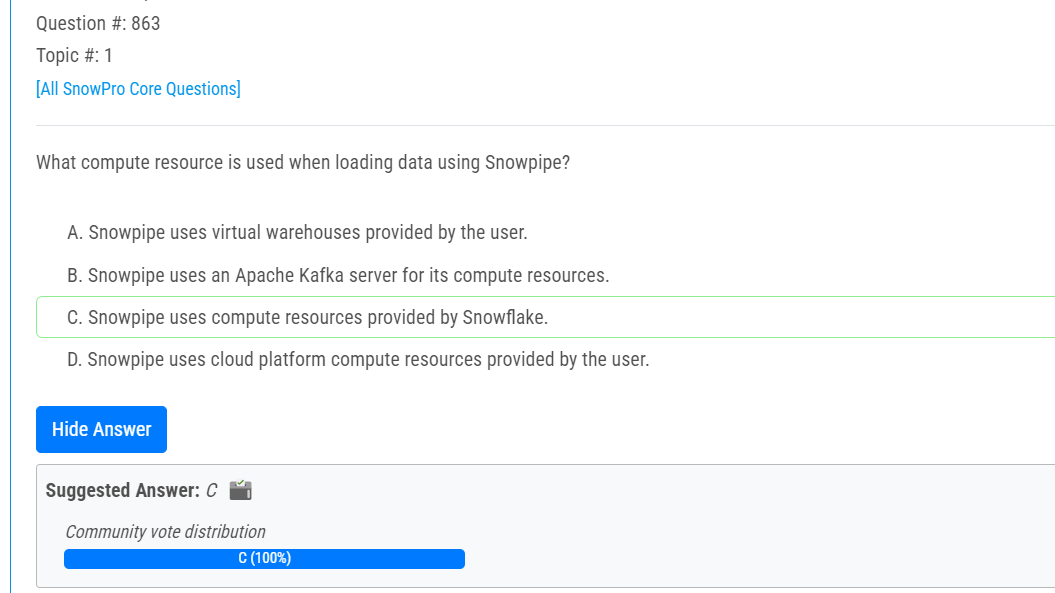 Question #: 863
Topic #: 1
[All SnowPro Core Questions]
What compute resource is used when loading data using Snowpipe?
A. Snowpipe uses virtual warehouses provided by the user.
B. Snowpipe uses an Apache Kafka server for its compute resources.
C. Snowpipe uses compute resources provided by Snowflake.
D. Snowpipe uses cloud platform compute resources provided by the user.
Hide Answer
Suggested Answer: C
Community vote distribution
C (100%)